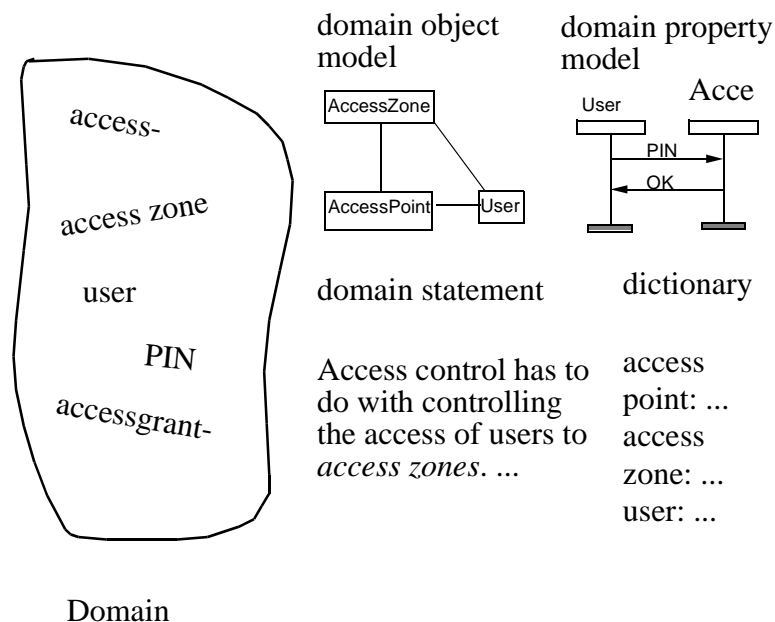 domain object
model
domain property
model
access-
access zone
user
PIN
accessgrant-
AccessZone
AccessPoint
User
User
Acce
PIN
OK
domain statement
Access control has to
do with controlling
the access of users to
access zones. ...
dictionary
access
point: ...
access
zone: ...
user: ...
Domain